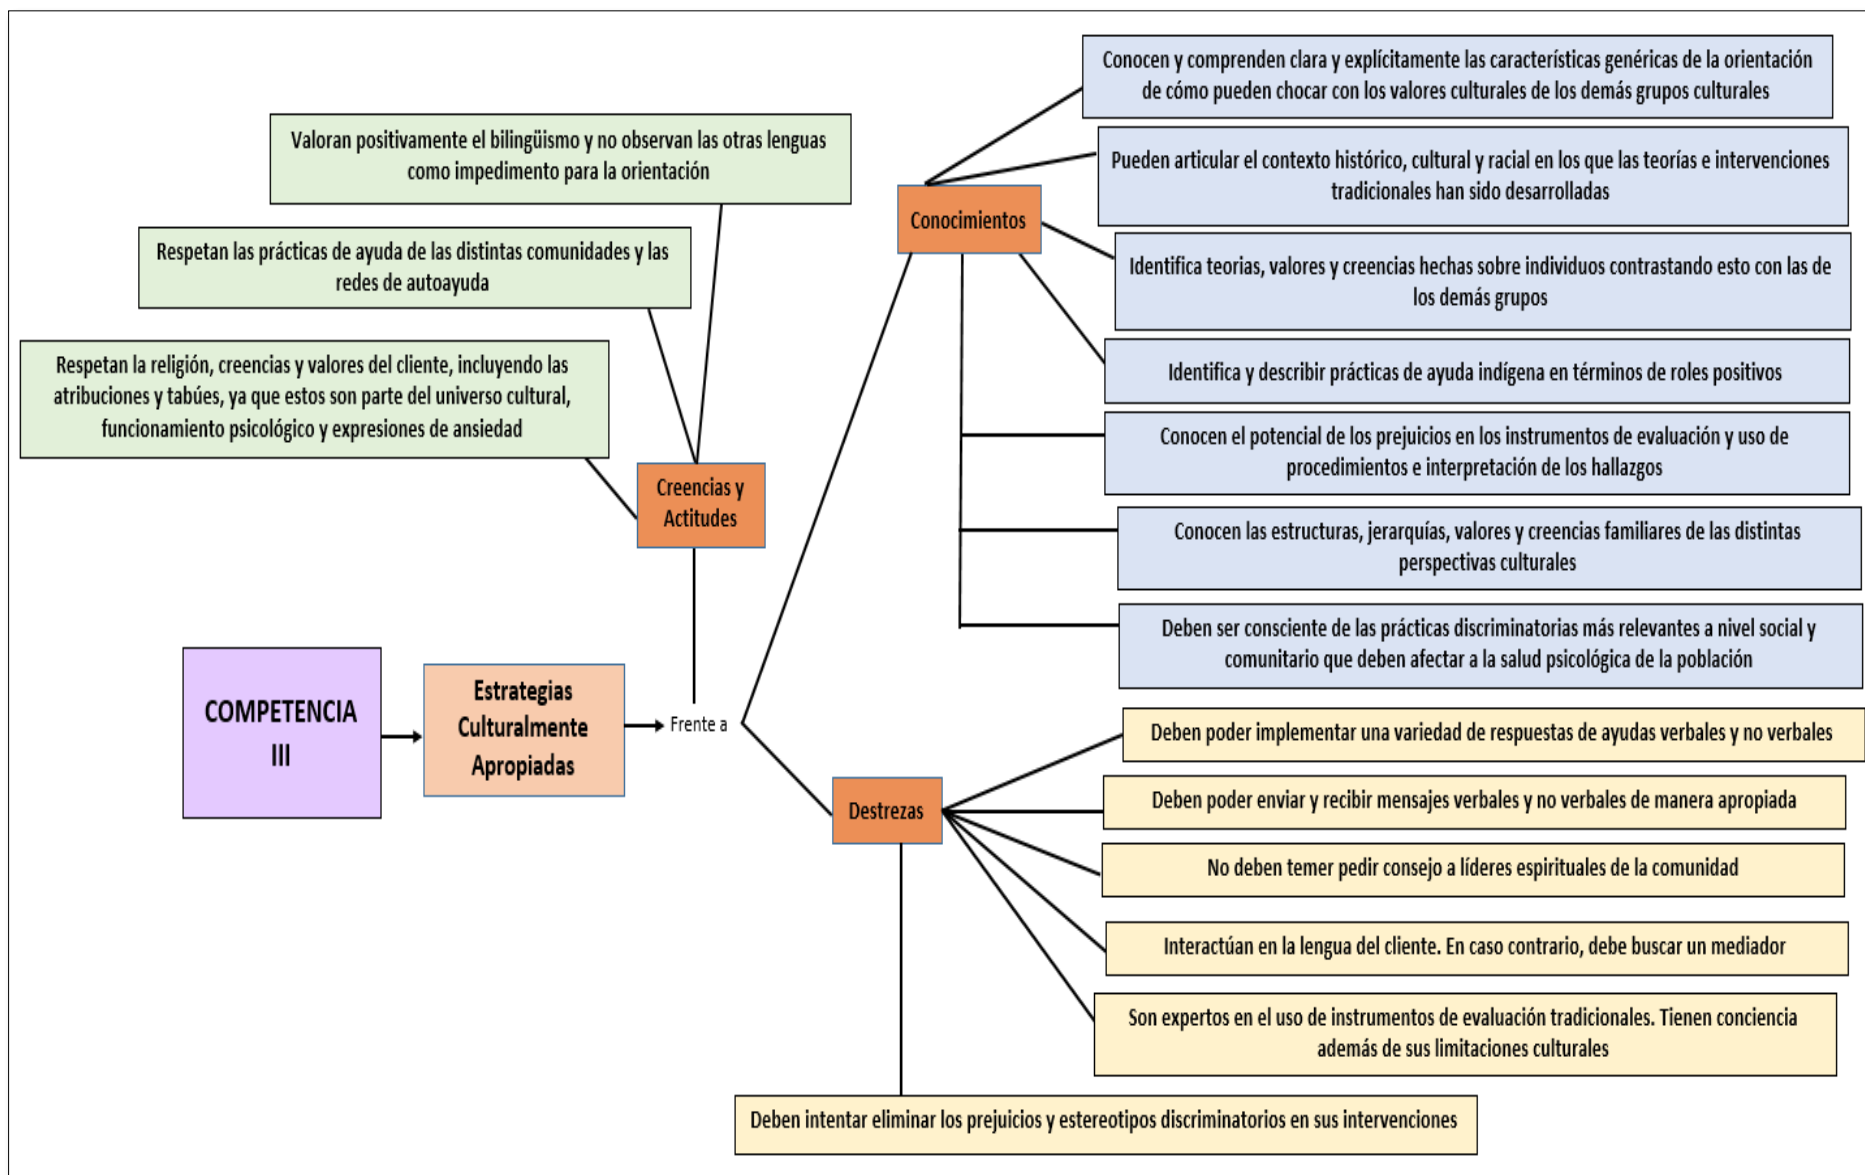 COMPETENCIA
III
Estrategias
Culturalmente
Apropiadas
Frente a
Creencias y
Actitudes
Valoran positivamente el bilingüismo y no observan las otras lenguas
como impedimento para la orientación
Respetan las prácticas de ayuda de las distintas comunidades y las
redes de autoayuda
Respetan la religión, creencias y valores del cliente, incluyendo las
atribuciones y tabúes, ya que estos son parte del universo cultural,
funcionamiento psicológico y expresiones de ansiedad
Conocimientos
Conocen y comprenden clara y explícitamente las características genéricas de la orientación
de cómo pueden chocar con los valores culturales de los demás grupos culturales
Pueden articular el contexto histórico, cultural y racial en los que las teorías e intervenciones
tradicionales han sido desarrolladas
Identifica teorias, valores y creencias hechas sobre individuos contrastando esto con las de
los demás grupos
Identifica y describir prácticas de ayuda indígena en términos de roles positivos
Conocen el potencial de los prejuicios en los instrumentos de evaluación y uso de
procedimientos e interpretación de los hallazgos
Conocen las estructuras, jerarquías, valores y creencias familiares de las distintas
perspectivas culturales
Deben ser consciente de las prácticas discriminatorias más relevantes a nivel social y
comunitario que deben afectar a la salud psicológica de la población
Destrezas
Deben poder implementar una variedad de respuestas de ayudas verbales y no verbales
Deben poder enviar y recibir mensajes verbales y no verbales de manera apropiada
No deben temer pedir consejo a líderes espirituales de la comunidad
Interactúan en la lengua del cliente. En caso contrario, debe buscar un mediador
Son expertos en el uso de instrumentos de evaluación tradicionales. Tienen conciencia
además de sus limitaciones culturales
Deben intentar eliminar los prejuicios y estereotipos discriminatorios en sus intervenciones